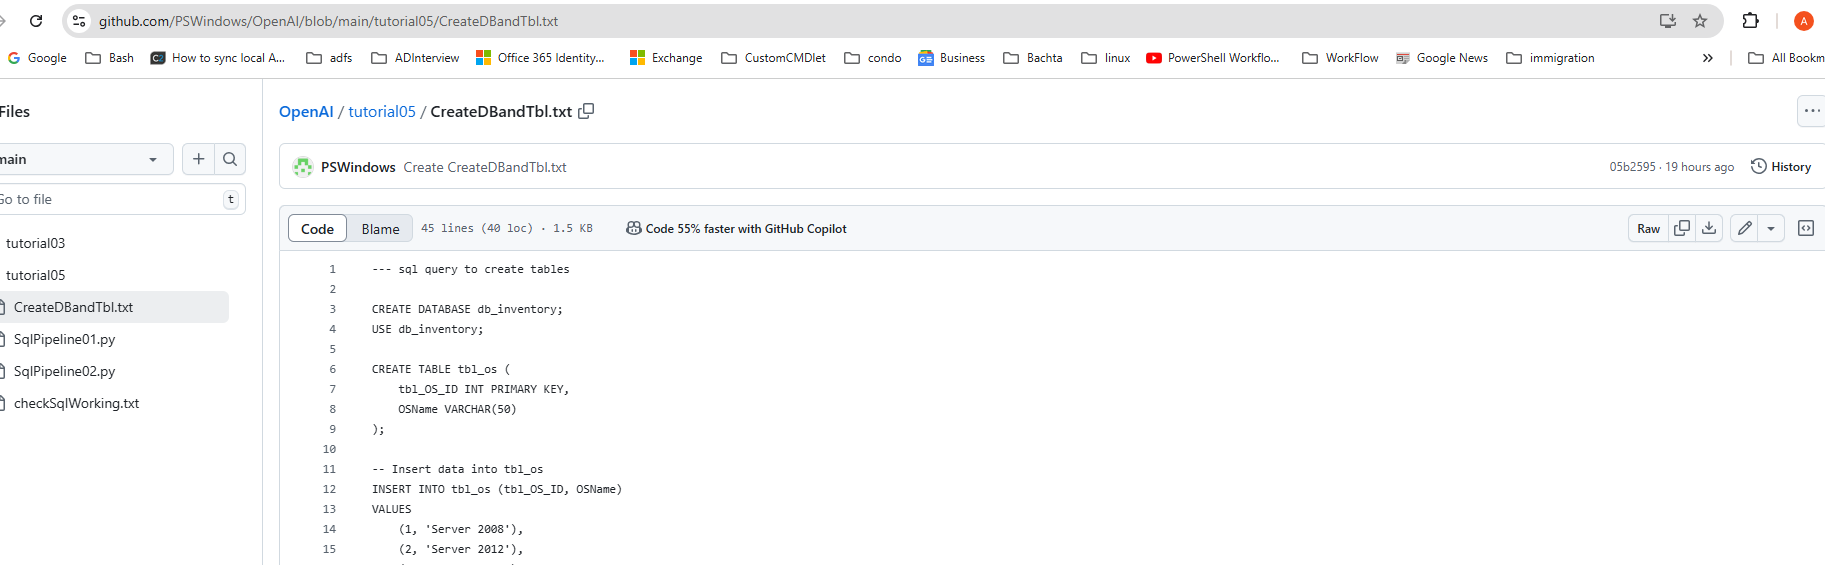 github.com/PSWindows/OpenAI/blob/main/tutorial05/CreateDBandTbl.txt
A
Google Bash How to sync local A... adfs ADInterview Office 365 Identity... Exchange CustomCMDlet condo Business Bachta linux PowerShell Workflo... WorkFlow Google News immigration » All Bookm
Files
OpenAI / tutorial05 / CreateDBandTbl.txt
main
PSWindows Create CreateDBandTbl.txt 05b2595 · 19 hours ago History
Go to file t
Code Blame 45 lines (40 loc) · 1.5 KB Code 55% faster with GitHub Copilot Raw
tutorial03
tutorial05
CreateDBandTbl.txt
SqlPipeline01.py
SqlPipeline02.py
checkSqlWorking.txt
1 --- sql query to create tables
2
3 CREATE DATABASE db_inventory;
4 USE db_inventory;
5
6 CREATE TABLE tbl_os (
7 tbl_OS_ID INT PRIMARY KEY,
8 OSName VARCHAR(50)
9 );
10
11 -- Insert data into tbl_os
12 INSERT INTO tbl_os (tbl_OS_ID, OSName)
13 VALUES
14 (1, 'Server 2008'),
15 (2, 'Server 2012'),